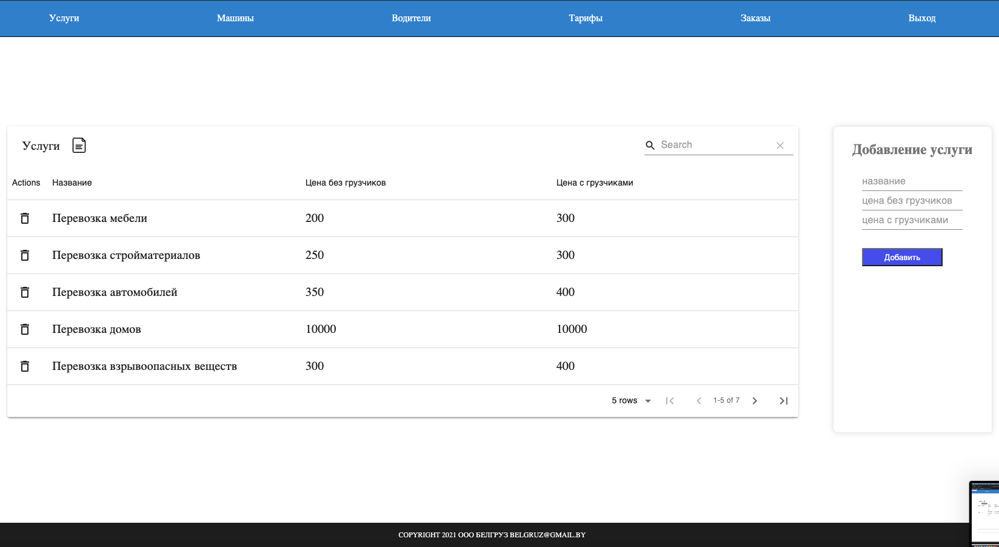 Услуги Машины Водители Тарифы Заказы Выход
Услуги
Search
Actions Название Цена без грузчиков Цена с грузчиками
Перевозка мебели 200 300
Перевозка стройматериалов 250 300
Перевозка автомобилей 350 400
Перевозка домов 10000 10000
Перевозка взрывоопасных веществ 300 400
5 rows 1-5 of 7
Добавление услуги
название
цена без грузчиков
цена с грузчиками
Добавить
COPYRIGHT 2021 ООО БЕЛГРУЗ BELGRUZ@GMAIL.BY